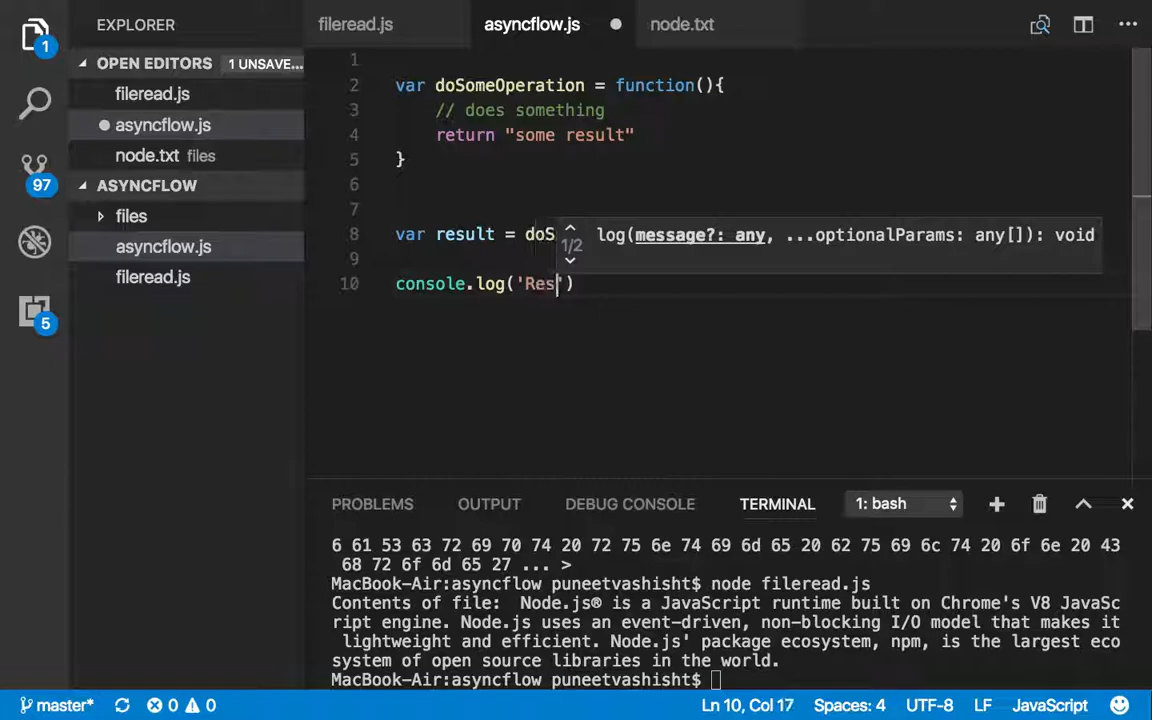 EXPLORER
fileread.js
asyncflow.js
node.txt
1
OPEN EDITORS
1 UNSAVE...
fileread.js
asyncflow.js
node.txt files
97
ASYNCFLOW
files
asyncflow.js
fileread.js
5
1
2 var doSomeOperation = function(){
3 // does something
4 return "some result"
5 }
6
7
8 var result = doS
1/2 log(message?: any, ...optionalParams: any[]): void
9
10 console.log('Res')
PROBLEMS
OUTPUT
DEBUG CONSOLE
TERMINAL
1: bash
6 61 53 63 72 69 70 74 20 72 75 6e 74 69 6d 65 20 62 75 69 6c 74 20 6f 6e 20 43
68 72 6f 6d 65 27 ... >
MacBook-Air:asyncflow puneetvashisht$ node fileread.js
Contents of file:  Node.js® is a JavaScript runtime built on Chrome's V8 JavaSc
ript engine. Node.js uses an event-driven, non-blocking I/O model that makes it
lightweight and efficient. Node.js' package ecosystem, npm, is the largest eco
system of open source libraries in the world.
MacBook-Air:asyncflow puneetvashisht$
master*
0
0
Ln 10, Col 17
Spaces: 4
UTF-8
LF
JavaScript